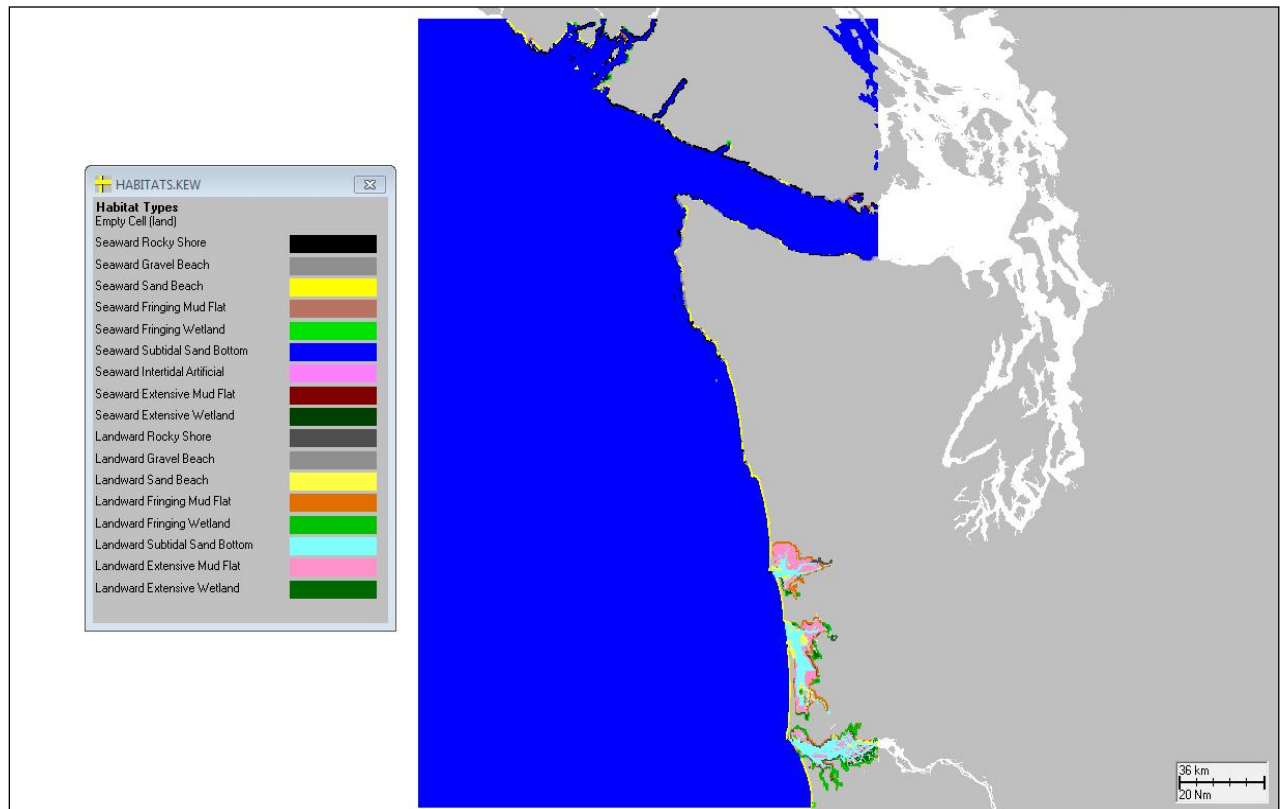 HABITATS.KEW
Habitat Types
Empty Cell (land)
Seaward Rocky Shore
Seaward Gravel Beach
Seaward Sand Beach
Seaward Fringing Mud Flat
Seaward Fringing Wetland
Seaward Subtidal Sand Bottom
Seaward Intertidal Artificial
Seaward Extensive Mud Flat
Seaward Extensive Wetland
Landward Rocky Shore
Landward Gravel Beach
Landward Sand Beach
Landward Fringing Mud Flat
Landward Fringing Wetland
Landward Subtidal Sand Bottom
Landward Extensive Mud Flat
Landward Extensive Wetland
36 km
20 Nm